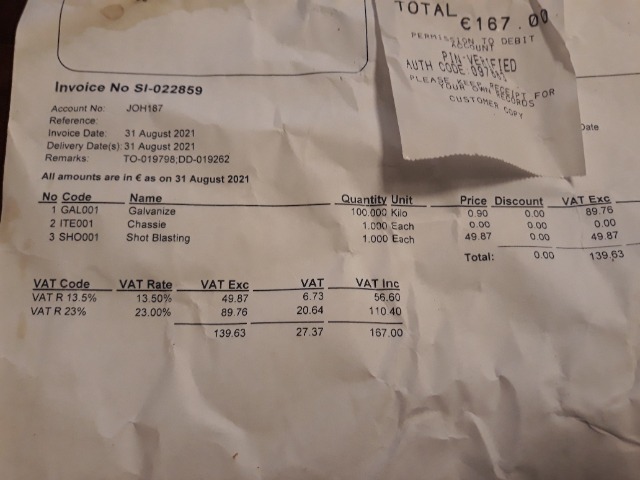 TOTAL €167.00
PERMISSION TO DEBIT
ACCOUNT
PIN VERIFIED
AUTH CODE
PLEASE KEEP RECEIPT FOR
YOUR OWN RECORDS
CUSTOMER COPY
Invoice No SI-022859
Account No: JOH187
Reference:
Invoice Date: 31 August 2021
Date
Delivery Date(s): 31 August 2021
Remarks: TO-019798;DD-019262
All amounts are in € as on 31 August 2021
No Code Name Quantity Unit Price Discount VAT Exc
1 GAL001 Galvanize 100.000 Kilo 0.90 0.00 89.76
2 ITE001 Chassie 1.000 Each 0.00 0.00 0.00
3 SHO001 Shot Blasting 1.000 Each 49.87 0.00 49.87
Total: 0.00 139.63
VAT Code VAT Rate VAT Exc VAT VAT Inc
VAT R 13.5% 13.50% 49.87 6.73 56.60
VAT R 23% 23.00% 89.76 20.64 110.40
139.63 27.37 167.00